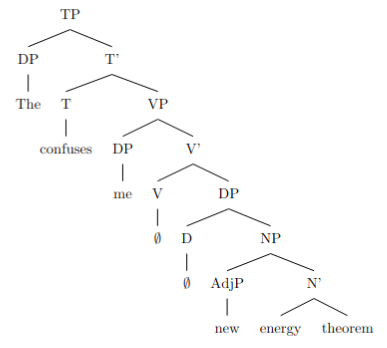 TP
DP T'
The T VP
confuses DP V'
me V DP
∅ D NP
∅ AdjP N'
new energy theorem